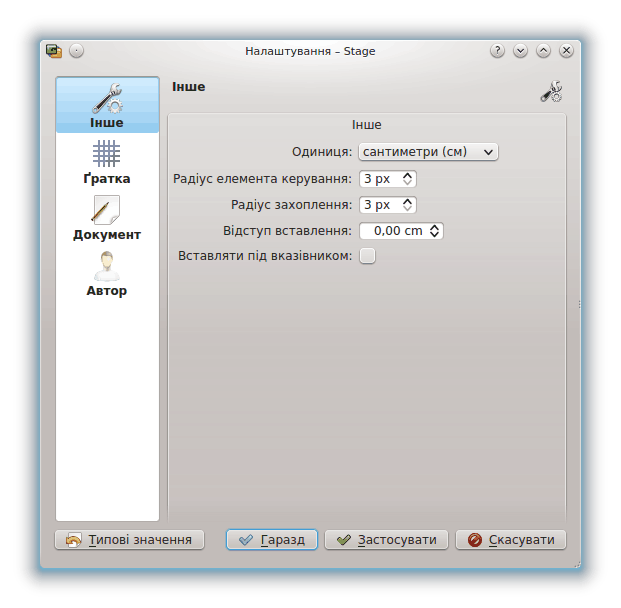 Налаштування – Stage
Інше
Ґратка
Документ
Автор
Інше
Інше
Одиниця: сантиметри (см)
Радіус елемента керування: 3 px
Радіус захоплення: 3 px
Відступ вставлення: 0,00 cm
Вставляти під вказівником:
Типові значення Гаразд Застосувати Скасувати